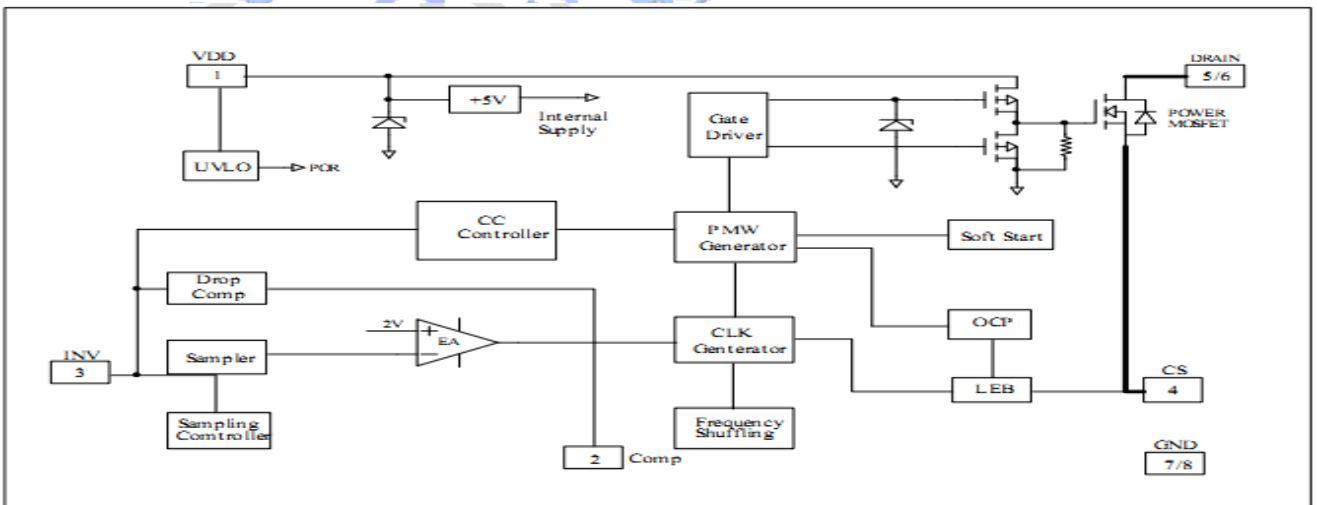 VDD
1
DRAIN
5/6
+5V
Internal
Supply
Gate
Driver
POWER
MOSFET
UVLO
POR
CC
Controller
PMW
Generator
Soft Start
Drop
Comp
2V
+
EA
−
CLK
Genterator
OCP
INV
3
Sampler
LEB
CS
4
Sampling
Comtroller
Frequency
Shuffling
2
Comp
GND
7/8